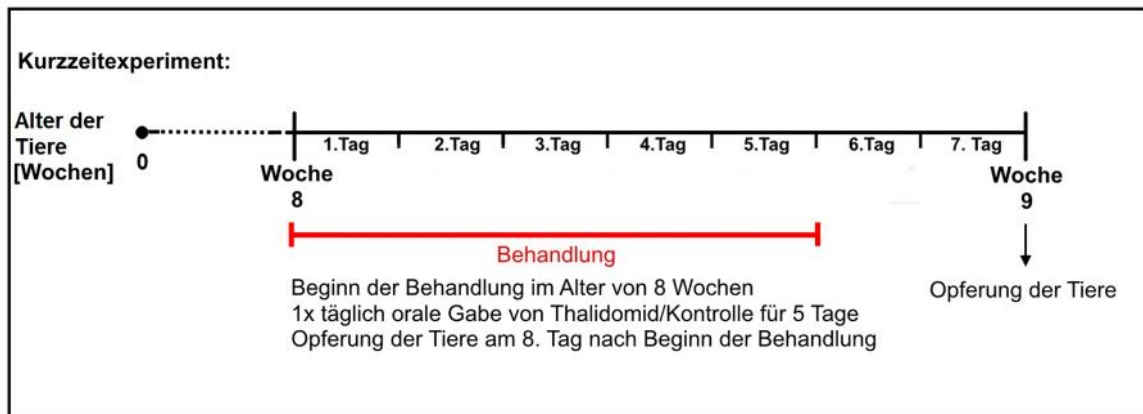 Kurzzeitexperiment:
Alter der
Tiere
[Wochen]
0
1.Tag
2.Tag
3.Tag
4.Tag
5.Tag
6.Tag
7. Tag
Woche
8
Woche
9
Behandlung
Beginn der Behandlung im Alter von 8 Wochen
1x täglich orale Gabe von Thalidomid/Kontrolle für 5 Tage
Opferung der Tiere am 8. Tag nach Beginn der Behandlung
Opferung der Tiere